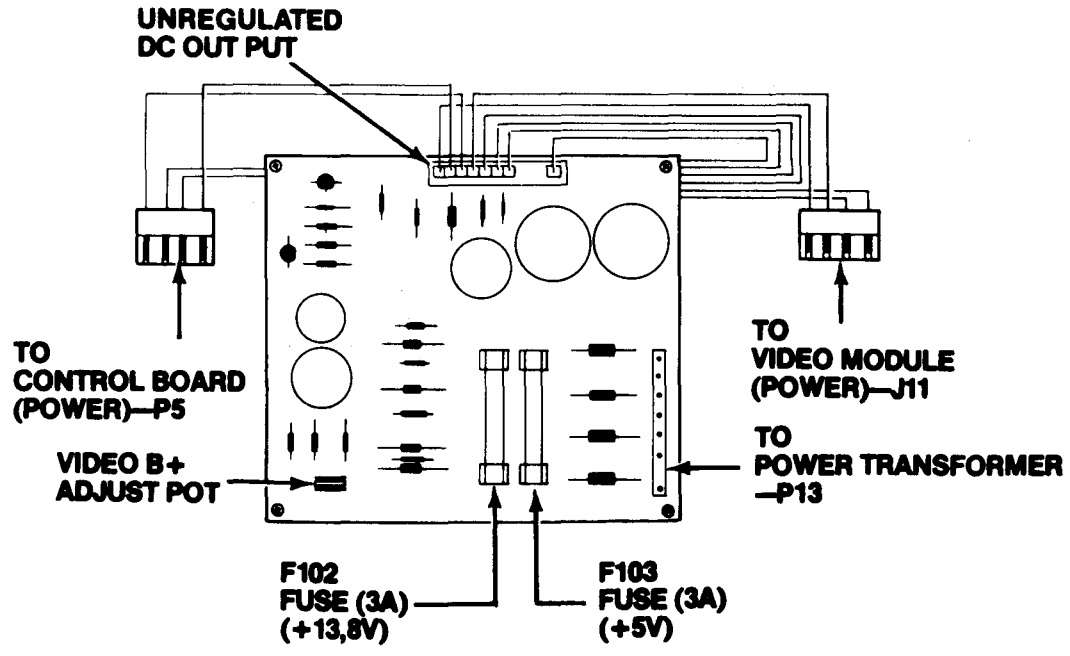 UNREGULATED
DC OUT PUT
TO
CONTROL BOARD
(POWER)—P5
VIDEO B+
ADJUST POT
TO
VIDEO MODULE
(POWER)—J11
TO
POWER TRANSFORMER
—P13
F102
FUSE (3A)
(+13,8V)
F103
FUSE (3A)
(+5V)